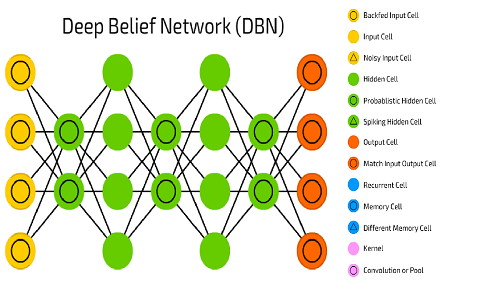 Deep Belief Network (DBN)
Backfed Input Cell
Input Cell
Noisy Input Cell
Hidden Cell
Probablistic Hidden Cell
Spiking Hidden Cell
Output Cell
Match Input Output Cell
Recurrent Cell
Memory Cell
Different Memory Cell
Kernel
Convolution or Pool